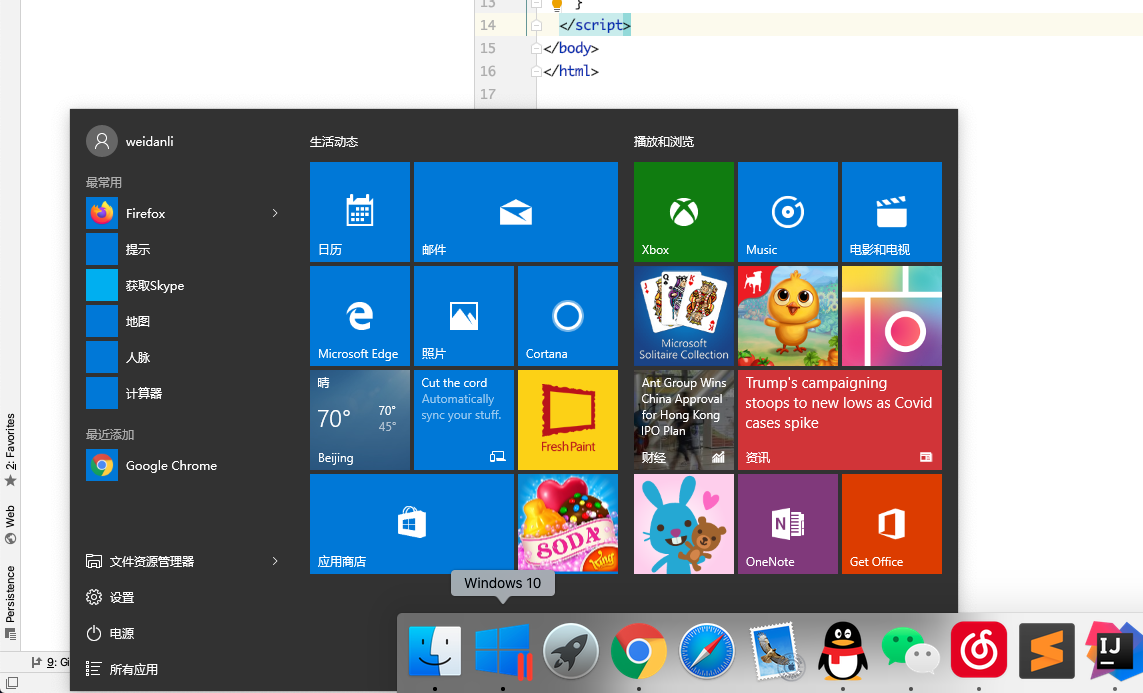 13
}
14
</script>
15
</body>
16
</html>
17
weidanli
最常用
Firefox
提示
获取Skype
地图
人脉
计算器
最近添加
Google Chrome
文件资源管理器
设置
电源
所有应用
生活动态
日历
邮件
Microsoft Edge
照片
Cortana
晴
70°
70°
45°
Beijing
Cut the cord
Automatically
sync your stuff.
Fresh Paint
应用商店
SODA
King
播放和浏览
Xbox
Music
电影和电视
J
Q
K
Microsoft
Solitaire Collection
Ant Group Wins
China Approval
for Hong Kong
IPO Plan
财经
Trump's campaigning
stoops to new lows as Covid
cases spike
资讯
N
OneNote
Get Office
Windows 10
IJ
2: Favorites
Web
Persistence
9: Gi